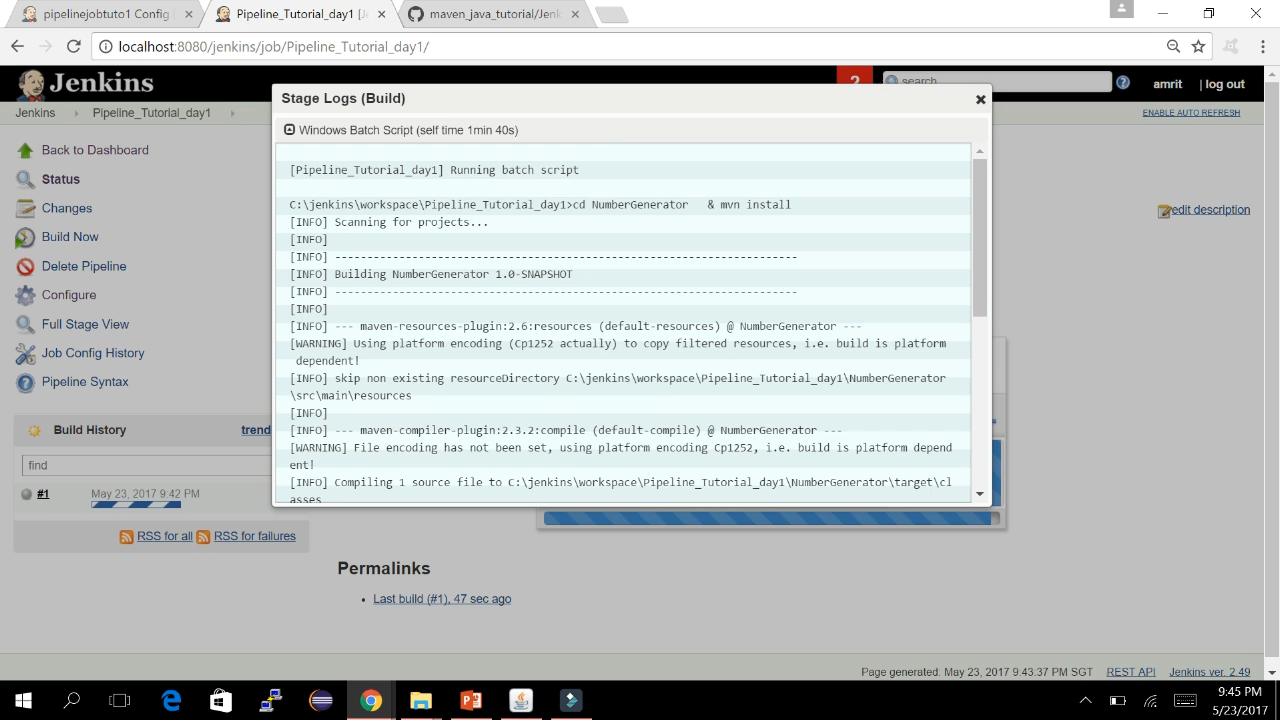 pipelinejobtuto1 Config [
Pipeline_Tutorial_day1 [J
maven_java_tutorial/Jenk
localhost:8080/jenkins/job/Pipeline_Tutorial_day1/
Jenkins
2
search
amrit
| log out
Jenkins
Pipeline_Tutorial_day1
ENABLE AUTO REFRESH
Back to Dashboard
Status
Changes
Build Now
Delete Pipeline
Configure
Full Stage View
Job Config History
Pipeline Syntax
edit description
Build History
trend
find
#1
May 23, 2017 9:42 PM
RSS for all
RSS for failures
Stage Logs (Build)
Windows Batch Script (self time 1min 40s)
[Pipeline_Tutorial_day1] Running batch script
C:\jenkins\workspace\Pipeline_Tutorial_day1>cd NumberGenerator   & mvn install
[INFO] Scanning for projects...
[INFO]
[INFO] ------------------------------------------------------------------------
[INFO] Building NumberGenerator 1.0-SNAPSHOT
[INFO] ------------------------------------------------------------------------
[INFO]
[INFO] --- maven-resources-plugin:2.6:resources (default-resources) @ NumberGenerator ---
[WARNING] Using platform encoding (Cp1252 actually) to copy filtered resources, i.e. build is platform
dependent!
[INFO] skip non existing resourceDirectory C:\jenkins\workspace\Pipeline_Tutorial_day1\NumberGenerator
\src\main\resources
[INFO]
[INFO] --- maven-compiler-plugin:2.3.2:compile (default-compile) @ NumberGenerator ---
[WARNING] File encoding has not been set, using platform encoding Cp1252, i.e. build is platform depend
ent!
[INFO] Compiling 1 source file to C:\jenkins\workspace\Pipeline_Tutorial_day1\NumberGenerator\target\cl
asses
Permalinks
Last build (#1), 47 sec ago
Page generated: May 23, 2017 9:43:37 PM SGT
REST API
Jenkins ver. 2.49
9:45 PM
5/23/2017